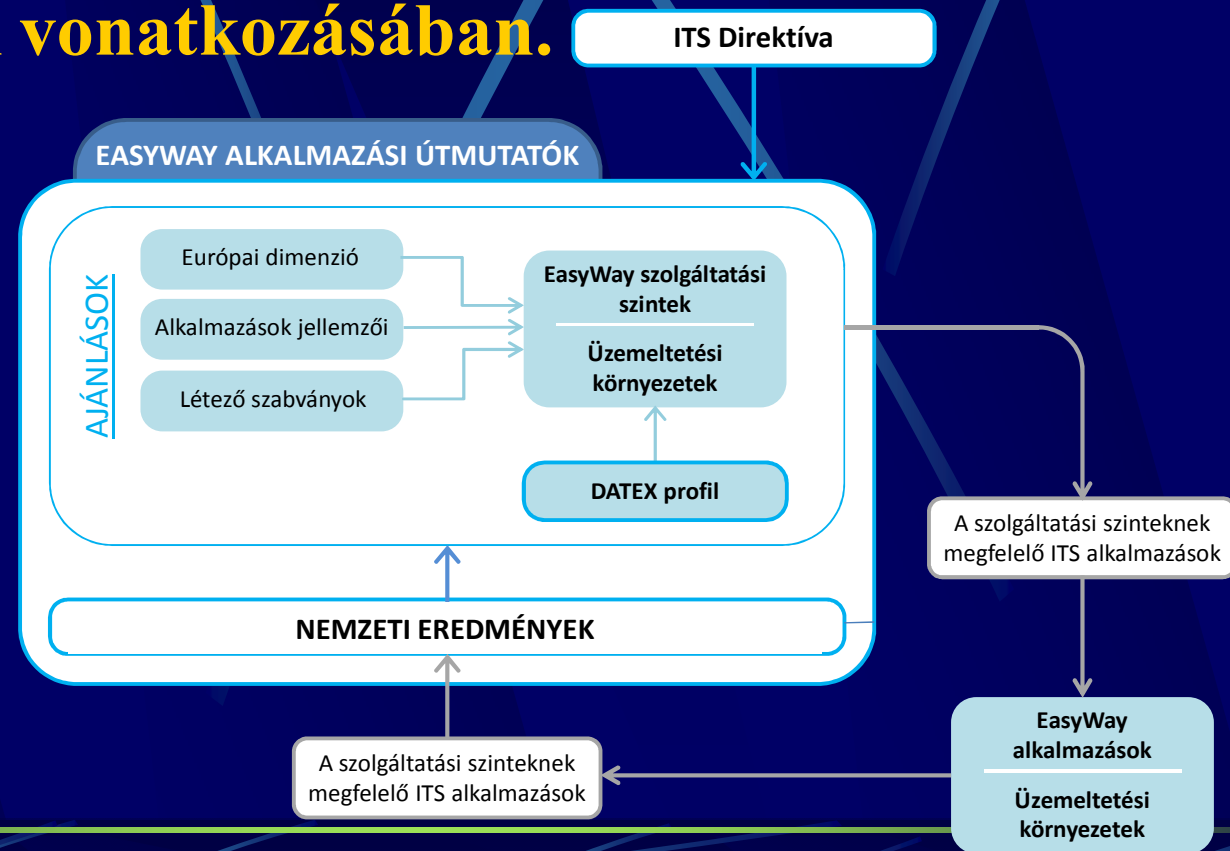 vonatkozásában.
ITS Direktíva
EASYWAY ALKALMAZÁSI ÚTMUTATÓK
AJÁNLÁSOK
Európai dimenzió
Alkalmazások jellemzői
Létező szabványok
EasyWay szolgáltatási
szintek
Üzemeltetési
környezetek
DATEX profil
A szolgáltatási szinteknek
megfelelő ITS alkalmazások
NEMZETI EREDMÉNYEK
EasyWay
alkalmazások
Üzemeltetési
környezetek
A szolgáltatási szinteknek
megfelelő ITS alkalmazások